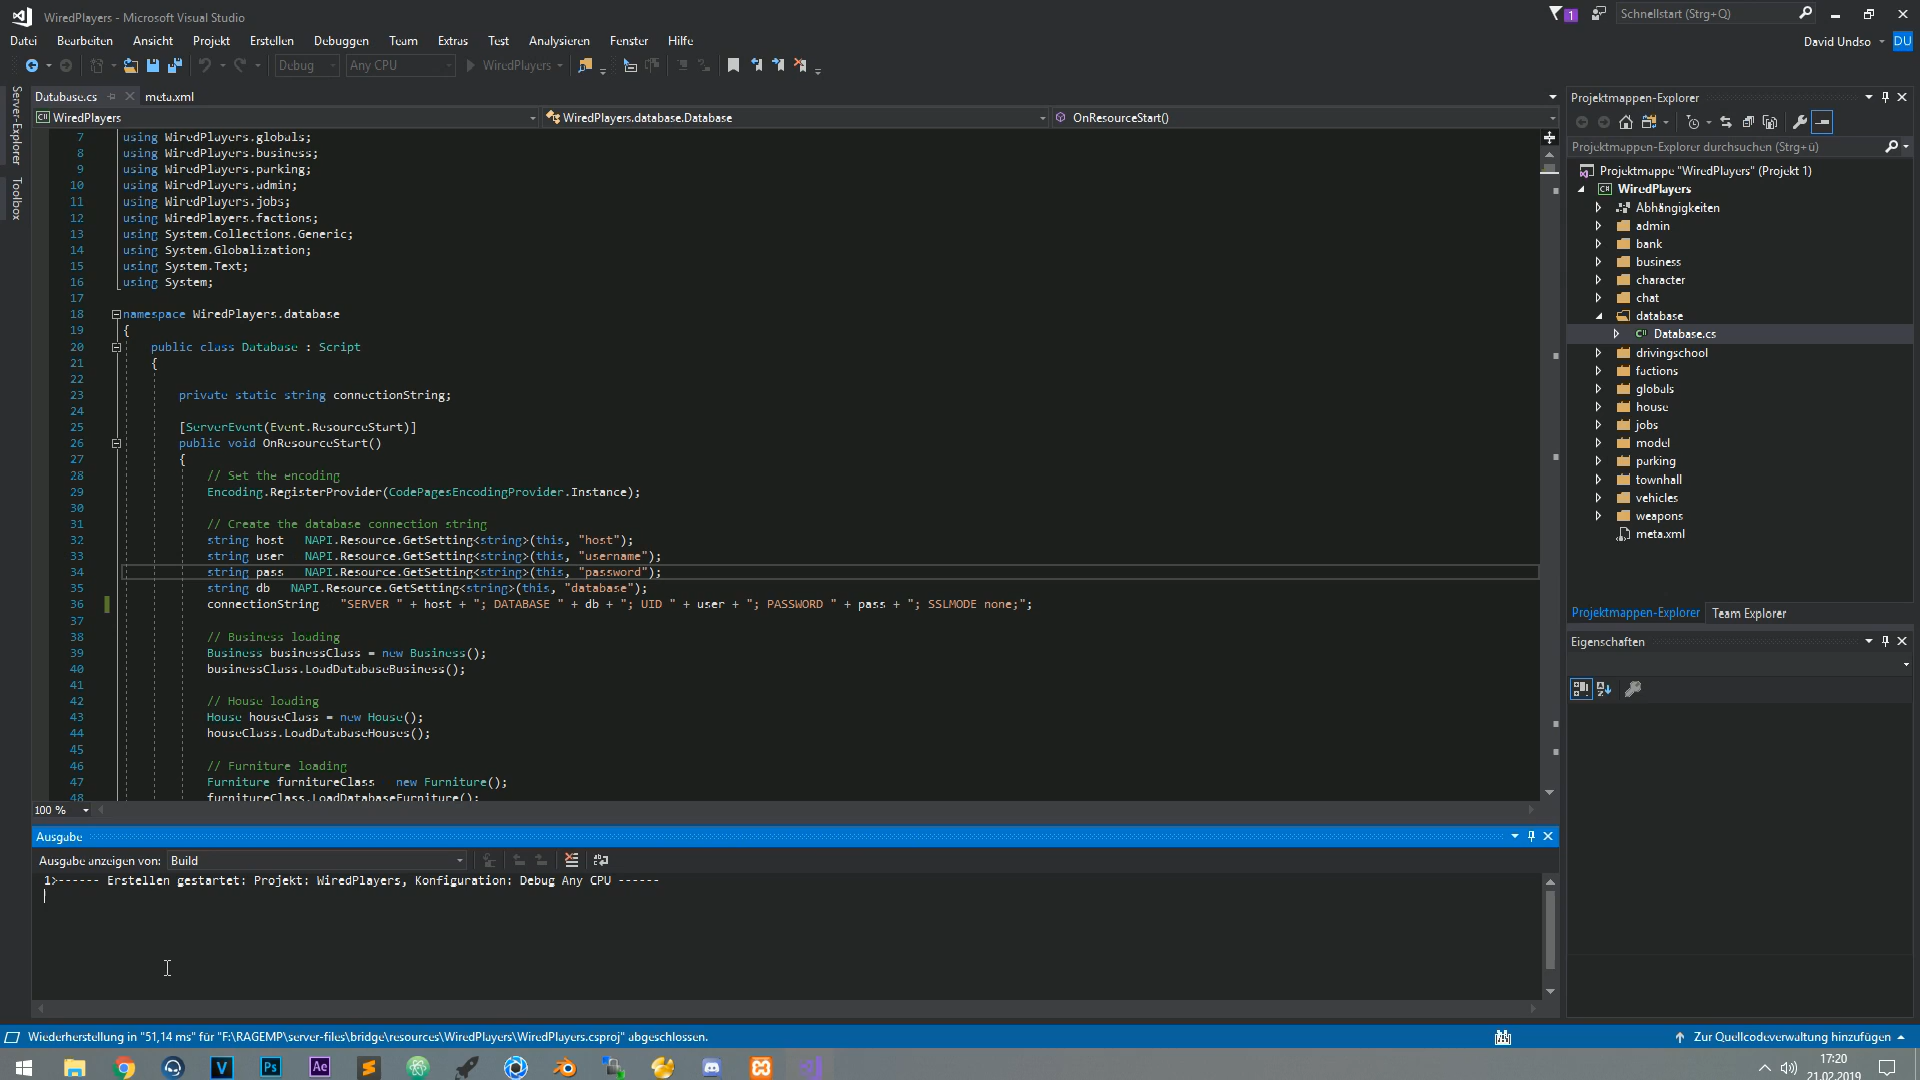 WiredPlayers - Microsoft Visual Studio
1
Schnellstart (Strg+Q)
Datei Bearbeiten Ansicht Projekt Erstellen Debuggen Team Extras Test Analysieren Fenster Hilfe
David Undso DU
Debug Any CPU WiredPlayers
Server-Explorer
Toolbox
Database.cs meta.xml
WiredPlayers WiredPlayers.database.Database OnResourceStart()
7 using WiredPlayers.globals;
8 using WiredPlayers.business;
9 using WiredPlayers.parking;
10 using WiredPlayers.admin;
11 using WiredPlayers.jobs;
12 using WiredPlayers.factions;
13 using System.Collections.Generic;
14 using System.Globalization;
15 using System.Text;
16 using System;
17
18 namespace WiredPlayers.database
19 {
20 public class Database : Script
21 {
22
23 private static string connectionString;
24
25 [ServerEvent(Event.ResourceStart)]
26 public void OnResourceStart()
27 {
28 // Set the encoding
29 Encoding.RegisterProvider(CodePagesEncodingProvider.Instance);
30
31 // Create the database connection string
32 string host NAPI.Resource.GetSetting<string>(this, "host");
33 string user NAPI.Resource.GetSetting<string>(this, "username");
34 string pass NAPI.Resource.GetSetting<string>(this, "password");
35 string db NAPI.Resource.GetSetting<string>(this, "database");
36 connectionString "SERVER " + host + "; DATABASE " + db + "; UID " + user + "; PASSWORD " + pass + "; SSLMODE none;";
37
38 // Business loading
39 Business businessClass = new Business();
40 businessClass.LoadDatabaseBusiness();
41
42 // House loading
43 House houseClass = new House();
44 houseClass.LoadDatabaseHouses();
45
46 // Furniture loading
47 Furniture furnitureClass new Furniture();
48 furnitureClass.LoadDatabaseFurniture();
100 %
Ausgabe
Ausgabe anzeigen von: Build
1>------ Erstellen gestartet: Projekt: WiredPlayers, Konfiguration: Debug Any CPU ------
Projektmappen-Explorer
Projektmappen-Explorer durchsuchen (Strg+ü)
Projektmappe "WiredPlayers" (Projekt 1)
WiredPlayers
Abhängigkeiten
admin
bank
business
character
chat
database
Database.cs
drivingschool
factions
globals
house
jobs
model
parking
townhall
vehicles
weapons
meta.xml
Projektmappen-Explorer Team Explorer
Eigenschaften
Wiederherstellung in "51,14 ms" für "F:\RAGEMP\server-files\bridge\resources\WiredPlayers\WiredPlayers.csproj" abgeschlossen.
Zur Quellcodeverwaltung hinzufügen
V Ps Ae
17:20
21.02.2019